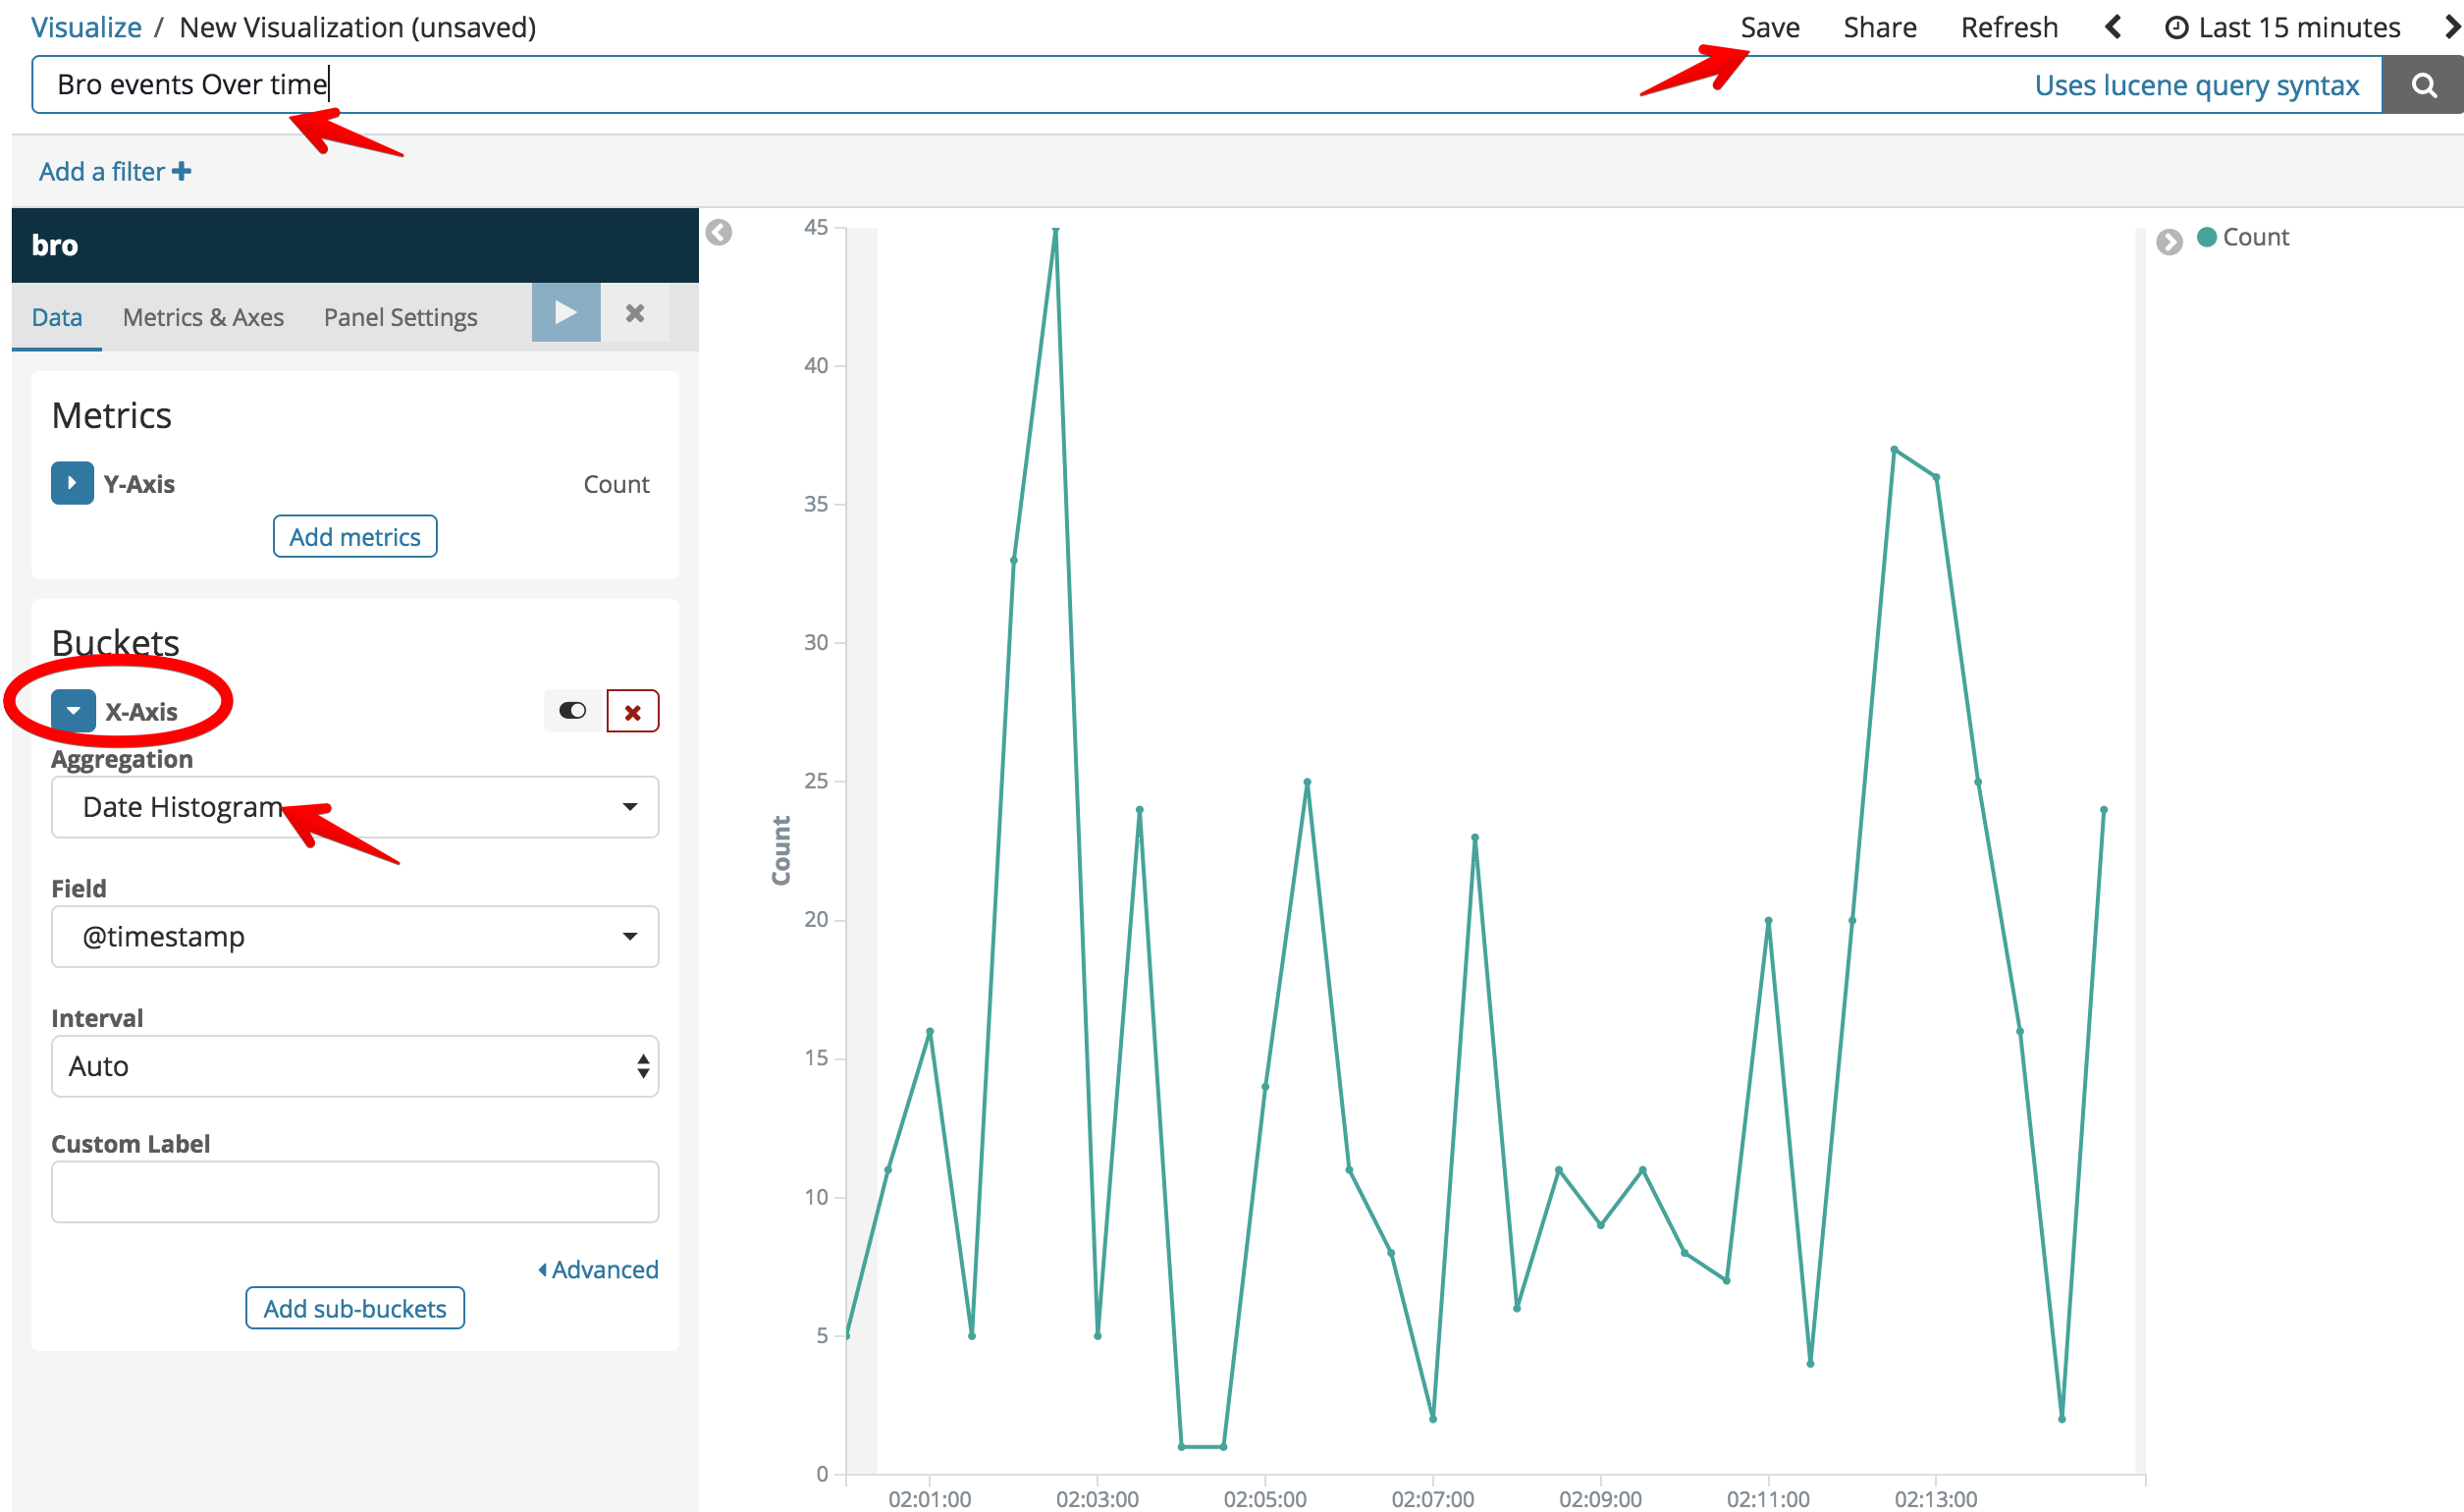 Visualize / New Visualization (unsaved)
Save Share Refresh Last 15 minutes
Bro events Over time
Uses lucene query syntax
Add a filter
bro
Data Metrics & Axes Panel Settings
Metrics
Y-Axis Count
Add metrics
Buckets
X-Axis
Aggregation
Date Histogram
Field
@timestamp
Interval
Auto
Custom Label
Advanced
Add sub-buckets
45
40
35
30
25
20
15
10
5
0
Count
02:01:00 02:03:00 02:05:00 02:07:00 02:09:00 02:11:00 02:13:00
Count